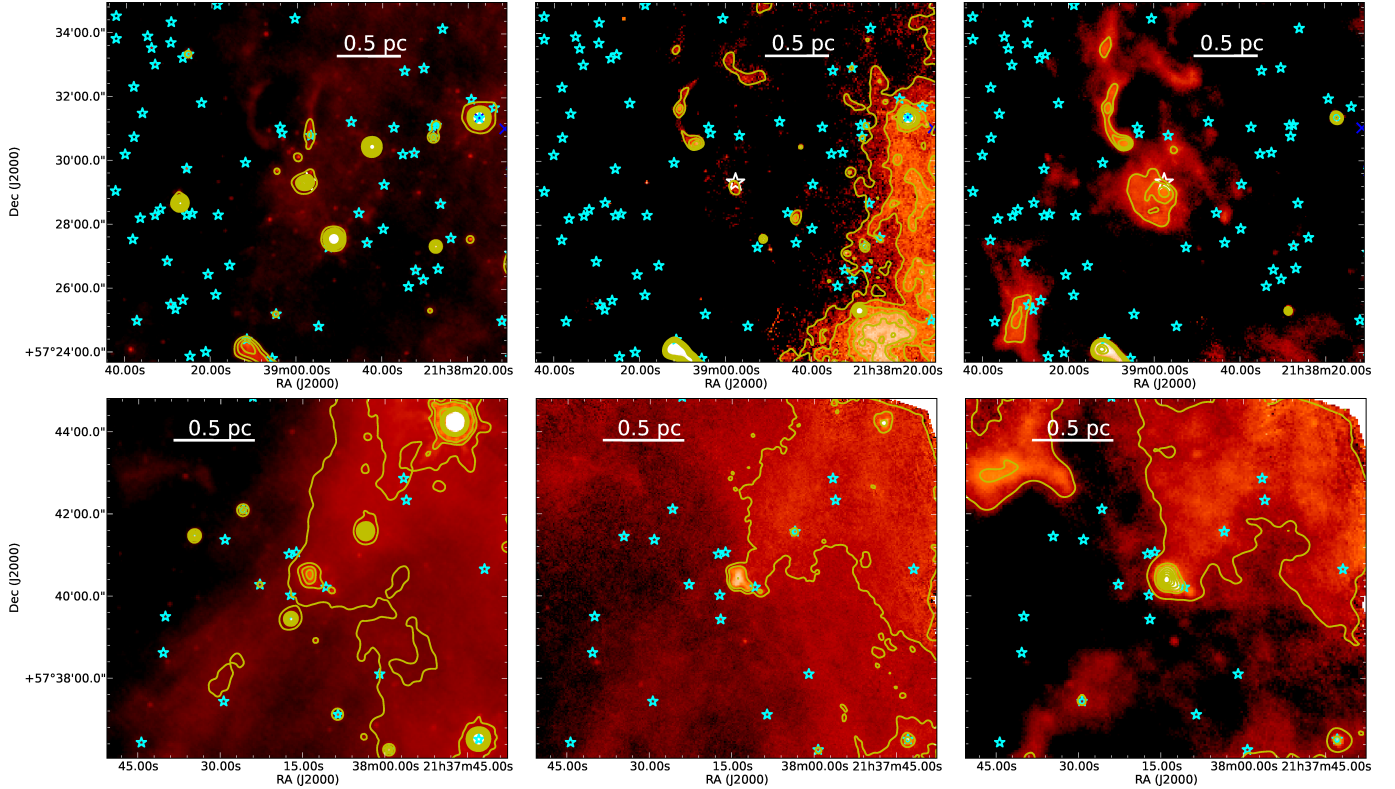 0.5 pc 0.5 pc 0.5 pc
34'00.0"
32'00.0"
30'00.0"
28'00.0"
26'00.0"
+57°24'00.0"
Dec (J2000)
40.00s 20.00s 39m00.00s 40.00s 21h38m20.00s
RA (J2000)
40.00s 20.00s 39m00.00s 40.00s 21h38m20.00s
RA (J2000)
40.00s 20.00s 39m00.00s 40.00s 21h38m20.00s
RA (J2000)
0.5 pc 0.5 pc 0.5 pc
44'00.0"
42'00.0"
40'00.0"
+57°38'00.0"
Dec (J2000)
45.00s 30.00s 15.00s 38m00.00s 21h37m45.00s
RA (J2000)
45.00s 30.00s 15.00s 38m00.00s 21h37m45.00s
RA (J2000)
45.00s 30.00s 15.00s 38m00.00s 21h37m45.00s
RA (J2000)